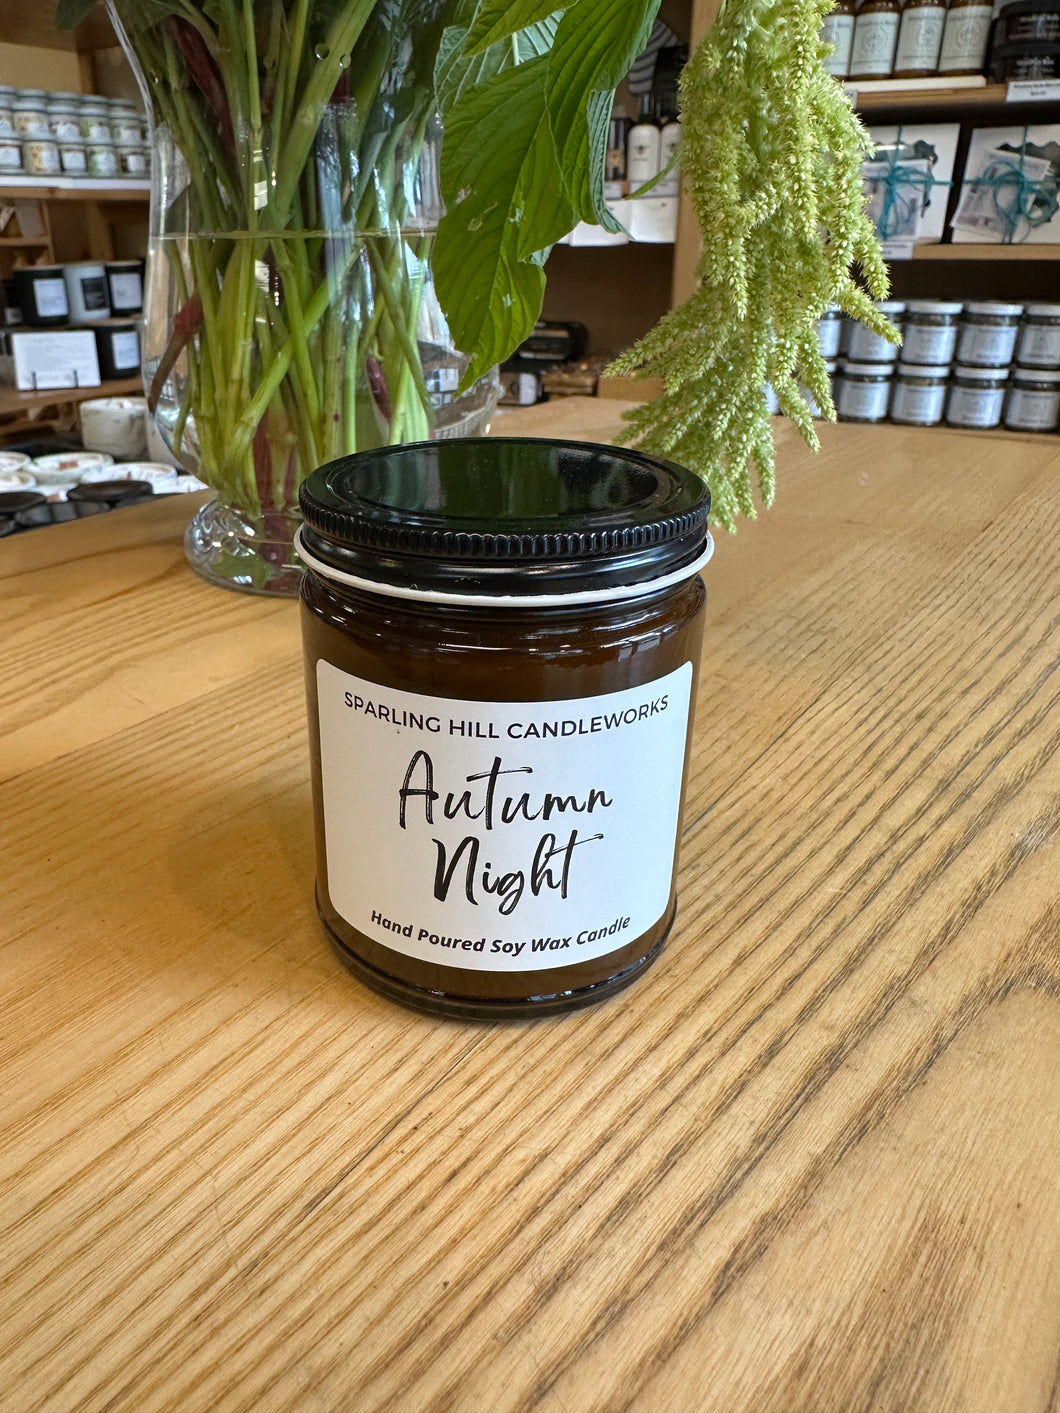 SPARLING HILL CANDLEWORKS
Autumn
Night
Hand Poured Soy Wax Candle